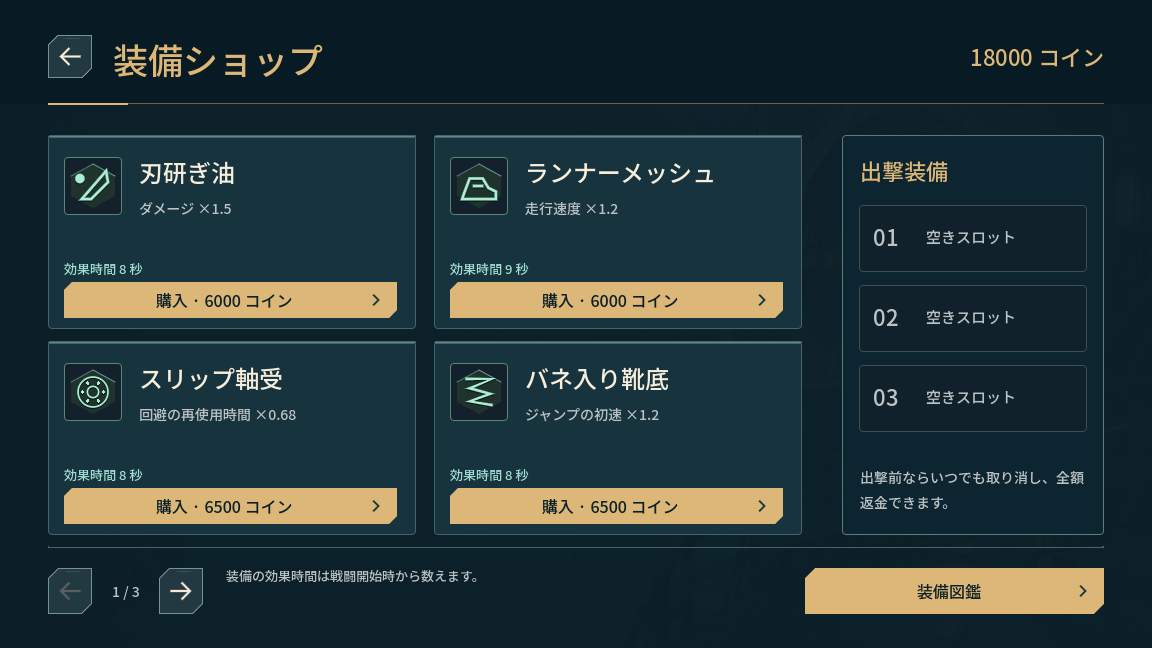 装備ショップ
18000 コイン
刃研ぎ油
ダメージ ×1.5
効果時間 8 秒
購入 · 6000 コイン
ランナーメッシュ
走行速度 ×1.2
効果時間 9 秒
購入 · 6000 コイン
スリップ軸受
回避の再使用時間 ×0.68
効果時間 8 秒
購入 · 6500 コイン
バネ入り靴底
ジャンプの初速 ×1.2
効果時間 8 秒
購入 · 6500 コイン
出撃装備
01 空きスロット
02 空きスロット
03 空きスロット
出撃前ならいつでも取り消し、全額
返金できます。
1 / 3
装備の効果時間は戦闘開始時から数えます。
装備図鑑